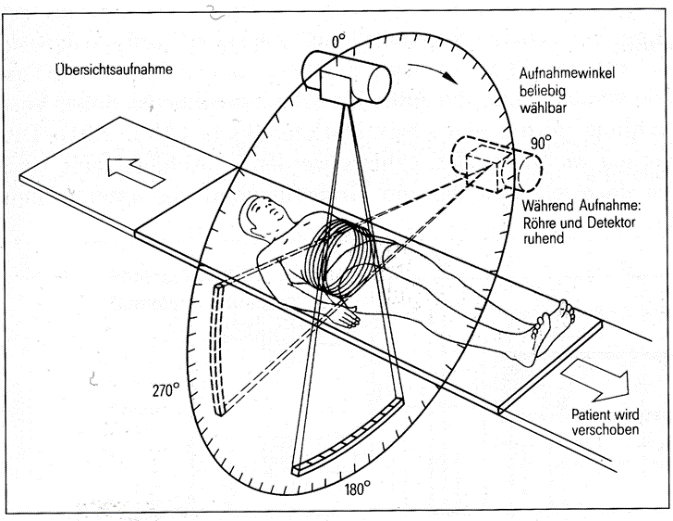 0°
Übersichtsaufnahme
Aufnahmewinkel
beliebig
wählbar
90°
Während Aufnahme:
Röhre und Detektor
ruhend
270°
Patient wird
verschoben
180°